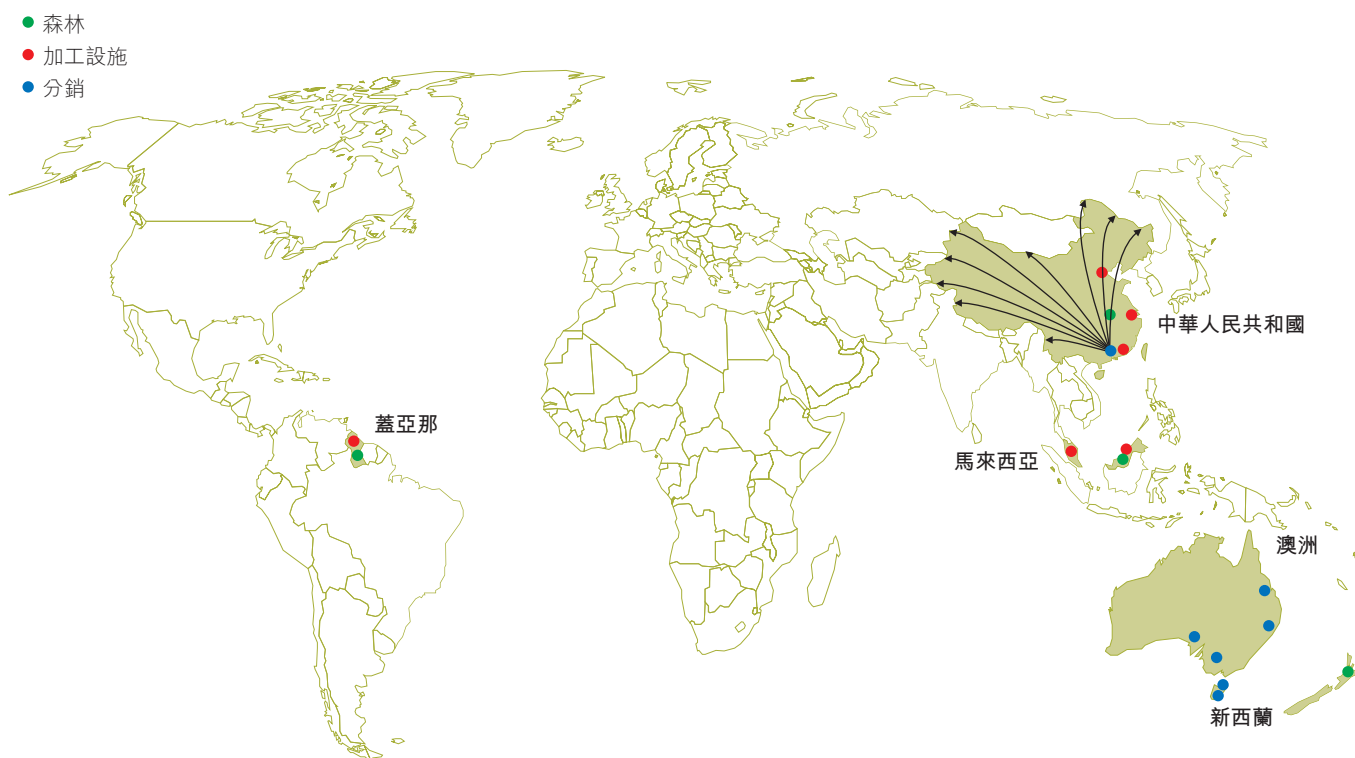 森林
加工設施
分銷
中華人民共和國
蓋亞那
馬來西亞
澳洲
新西蘭